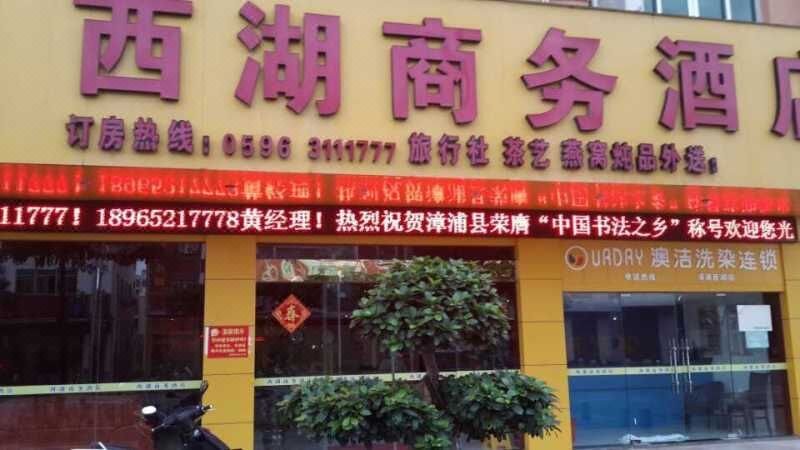 西湖商务酒店
订房热线：0596 3111777 旅行社 茶艺 燕窝炖品外送：
11777！18965217778黄经理！热烈祝贺漳浦县荣膺“中国书法之乡”称号欢迎您光
UADAY 澳洁洗染连锁
春